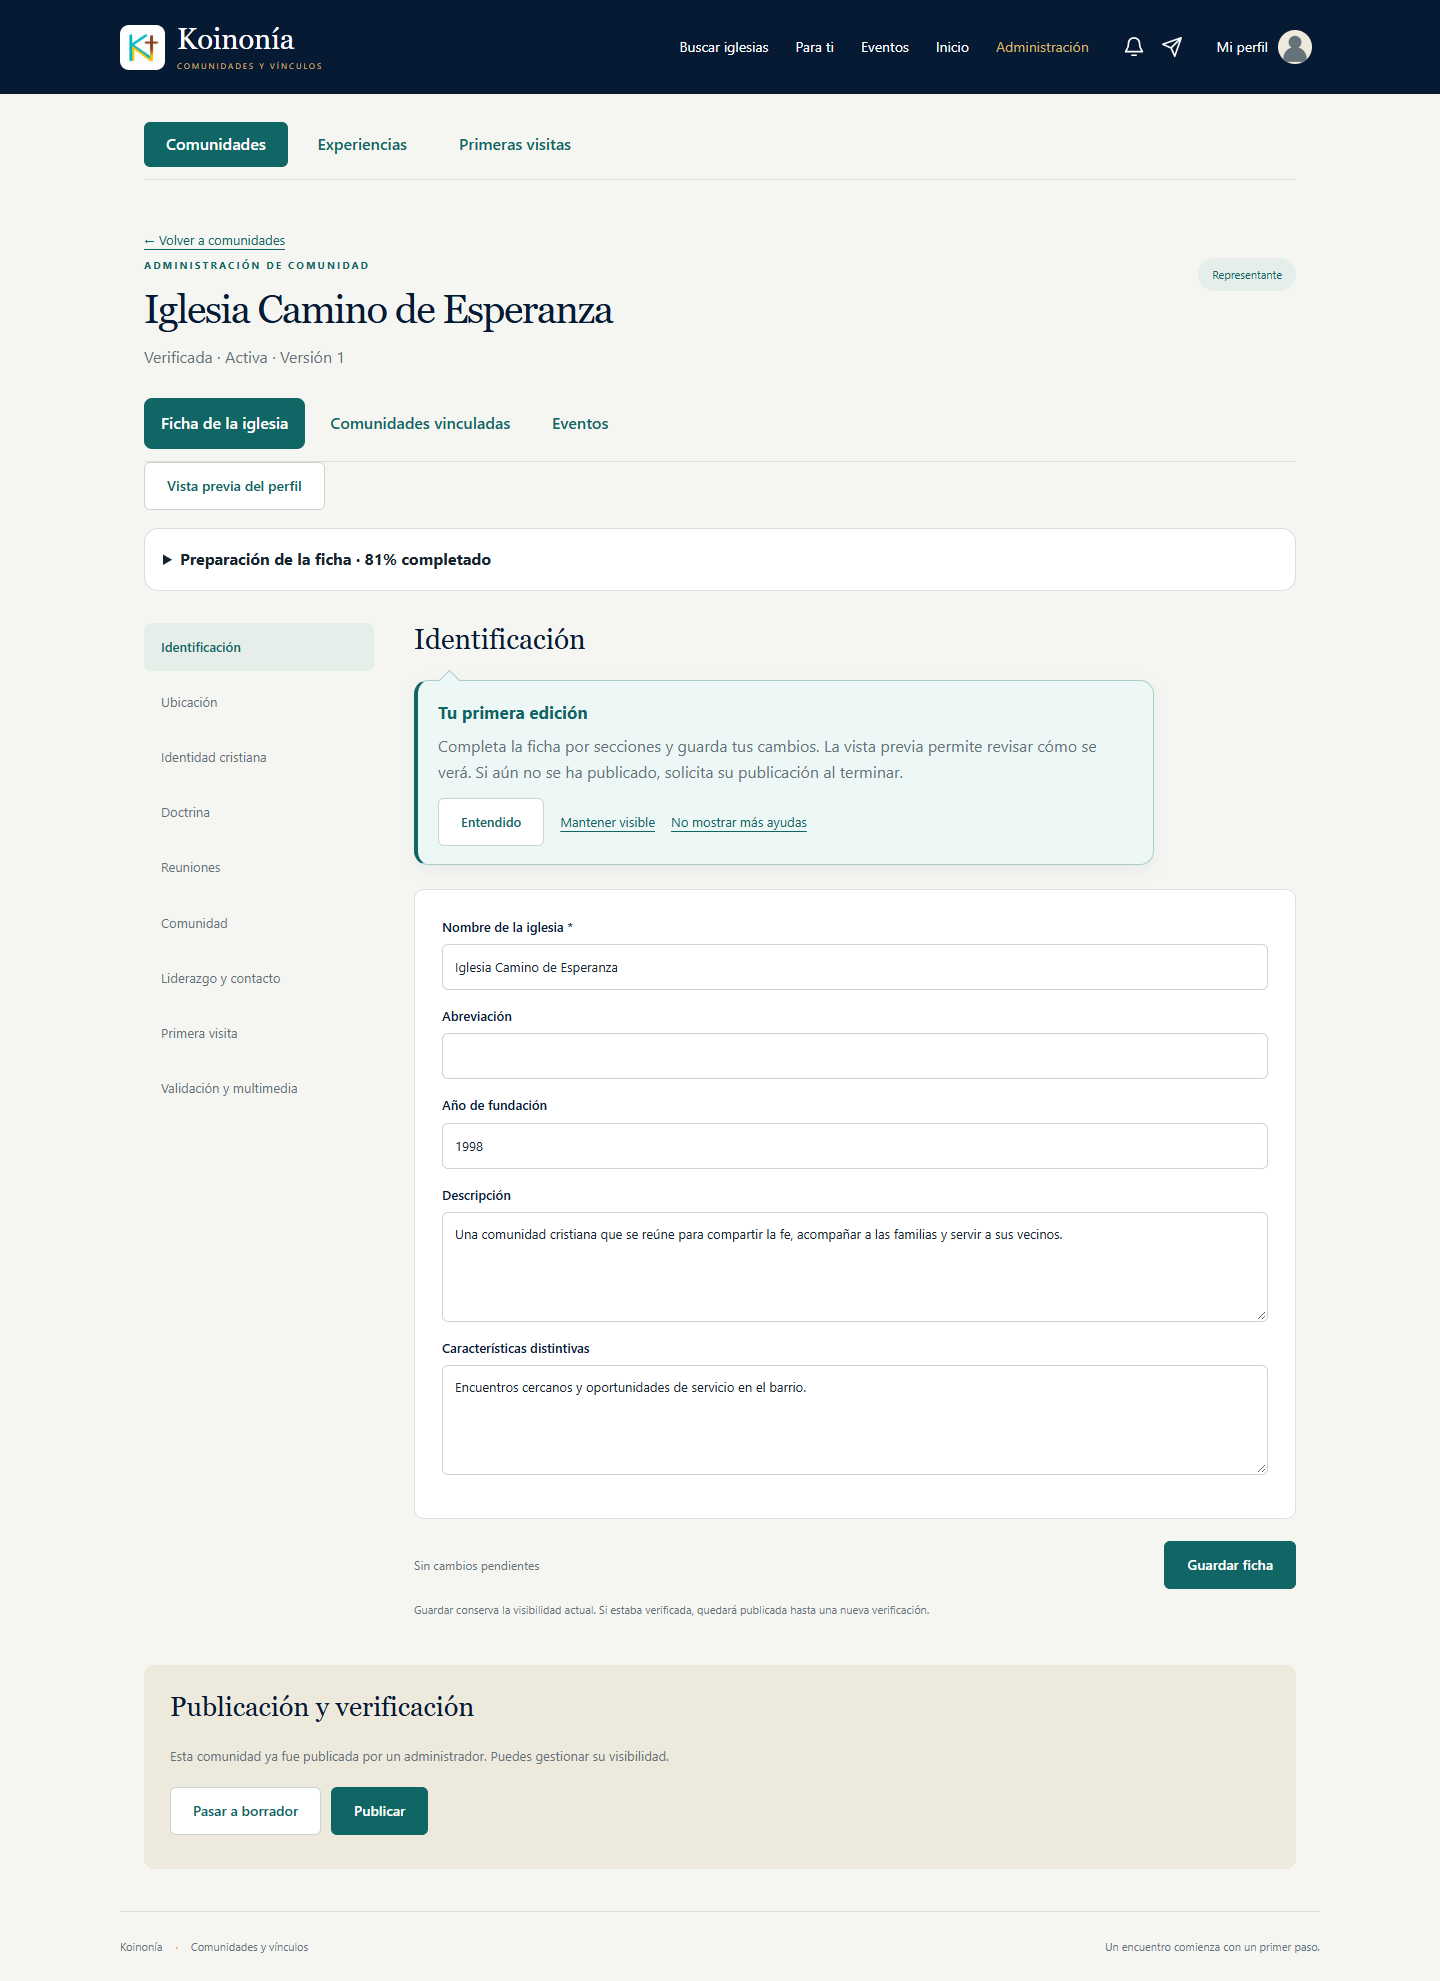 Koinonía
COMUNIDADES Y VÍNCULOS
Buscar iglesias
Para ti
Eventos
Inicio
Administración
Mi perfil
Comunidades
Experiencias
Primeras visitas
← Volver a comunidades
ADMINISTRACIÓN DE COMUNIDAD
Representante
Iglesia Camino de Esperanza
Verificada · Activa · Versión 1
Ficha de la iglesia
Comunidades vinculadas
Eventos
Vista previa del perfil
Preparación de la ficha · 81% completado
Identificación
Ubicación
Identidad cristiana
Doctrina
Reuniones
Comunidad
Liderazgo y contacto
Primera visita
Validación y multimedia
Identificación
Tu primera edición
Completa la ficha por secciones y guarda tus cambios. La vista previa permite revisar cómo se
verá. Si aún no se ha publicado, solicita su publicación al terminar.
Entendido
Mantener visible
No mostrar más ayudas
Nombre de la iglesia *
Iglesia Camino de Esperanza
Abreviación
Año de fundación
1998
Descripción
Una comunidad cristiana que se reúne para compartir la fe, acompañar a las familias y servir a sus vecinos.
Características distintivas
Encuentros cercanos y oportunidades de servicio en el barrio.
Sin cambios pendientes
Guardar ficha
Guardar conserva la visibilidad actual. Si estaba verificada, quedará publicada hasta una nueva verificación.
Publicación y verificación
Esta comunidad ya fue publicada por un administrador. Puedes gestionar su visibilidad.
Pasar a borrador
Publicar
Koinonía · Comunidades y vínculos
Un encuentro comienza con un primer paso.